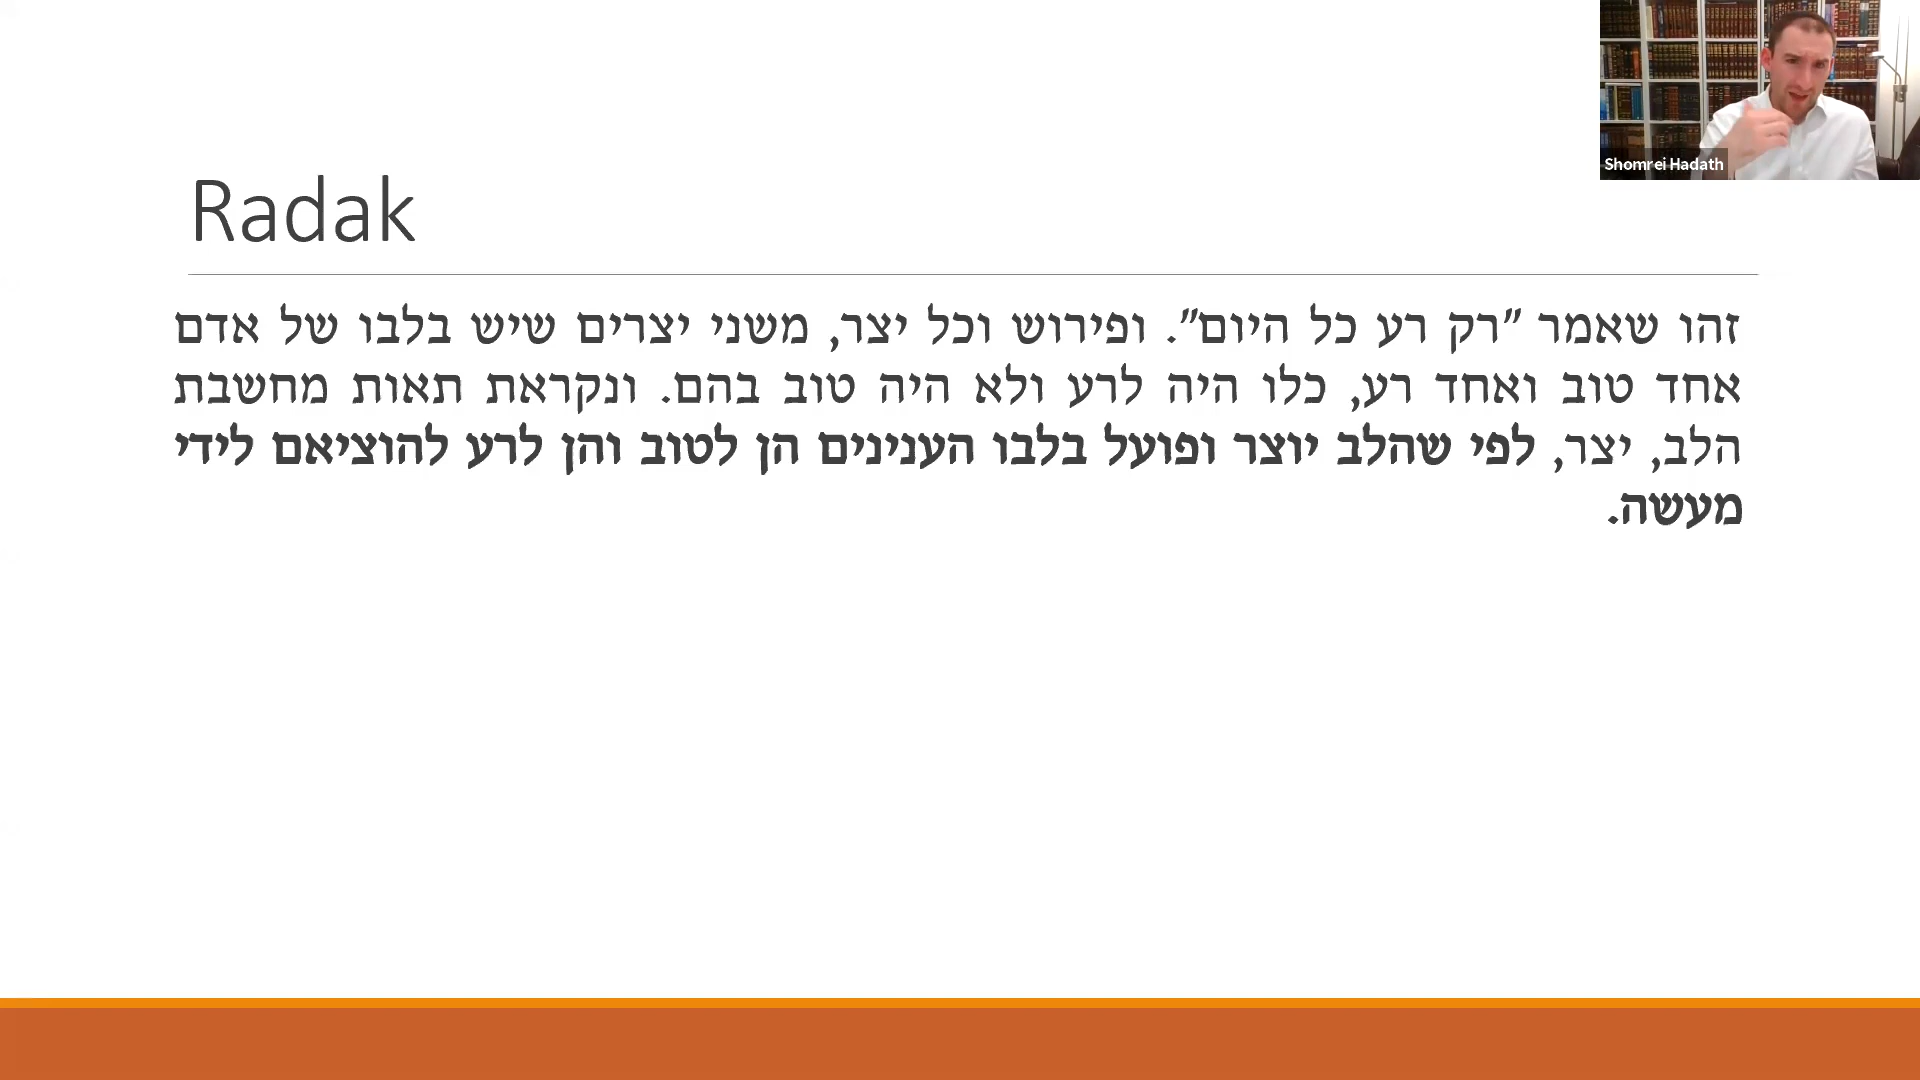 Shomrei Hadath
Radak
זהו שאמר "רק רע כל היום". ופירוש וכל יצר, משני יצרים שיש בלבו של אדם
אחד טוב ואחד רע, כלו היה לרע ולא היה טוב בהם. ונקראת תאות מחשבת
הלב, יצר, לפי שהלב יוצר ופועל בלבו הענינים הן לטוב והן לרע להוציאם לידי
מעשה.